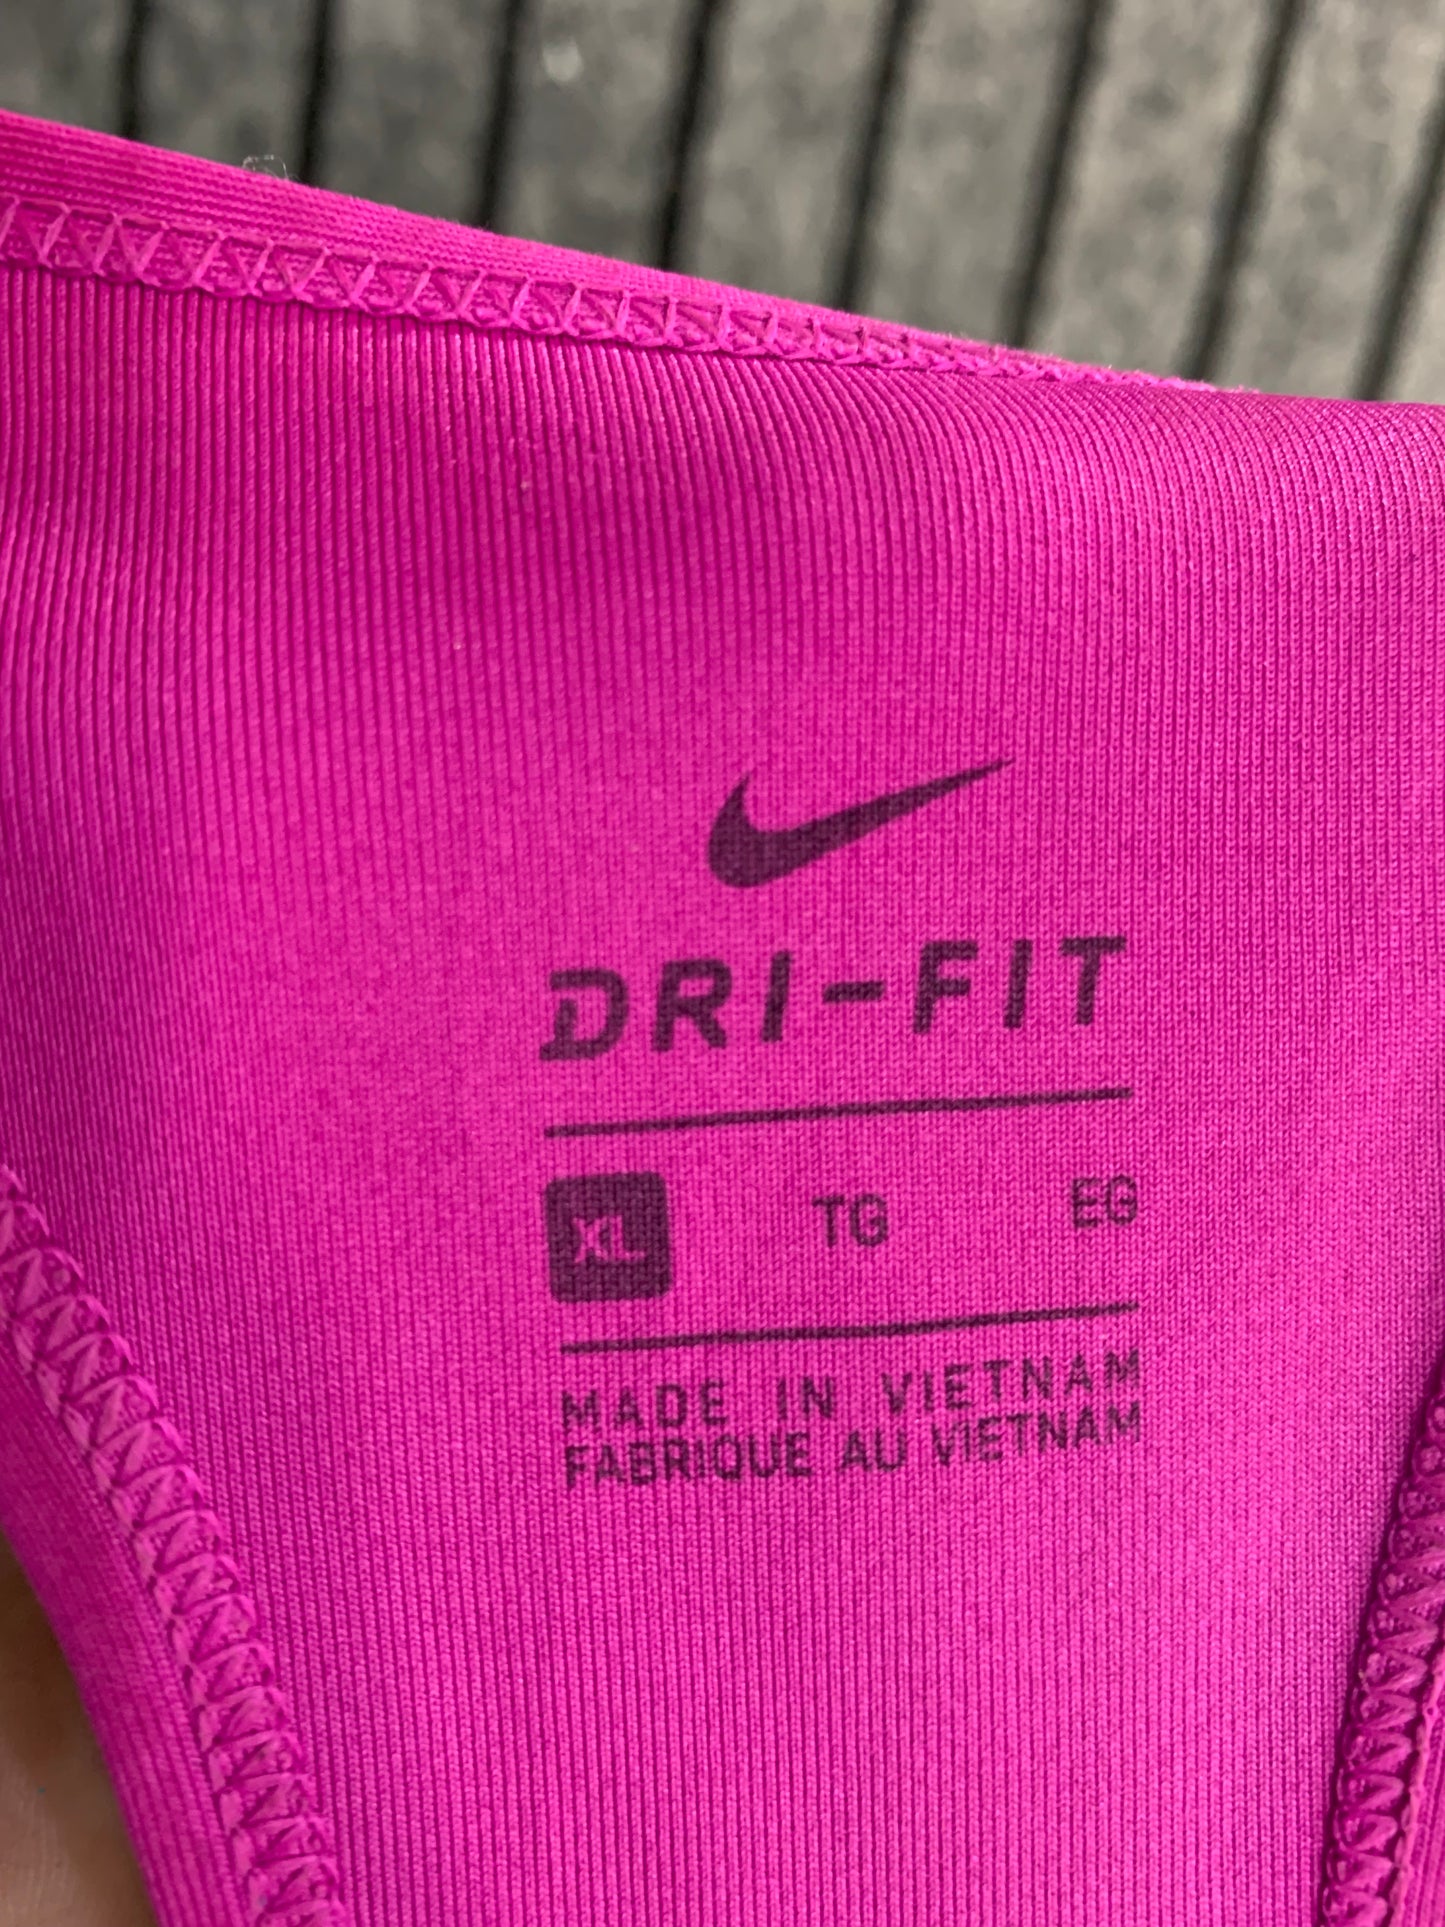 DRI-FIT
XL TG EG
MADE IN VIETNAM
FABRIQUE AU VIETNAM